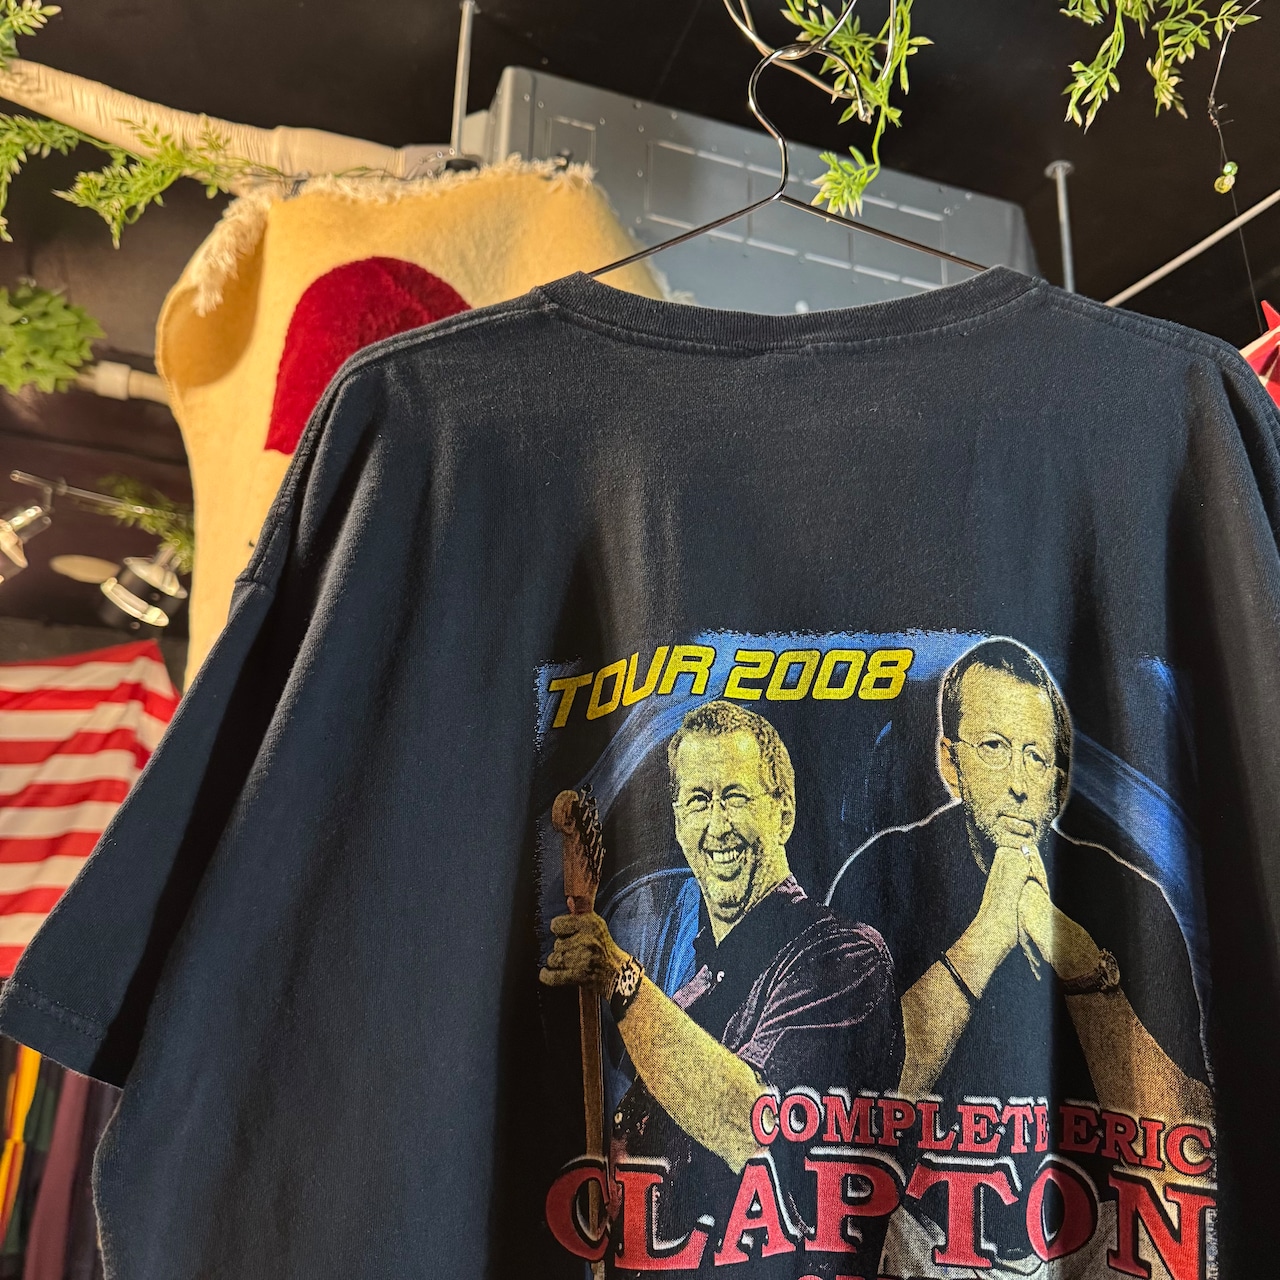 TOUR 2008
COMPLETE ERIC
CLAPTON